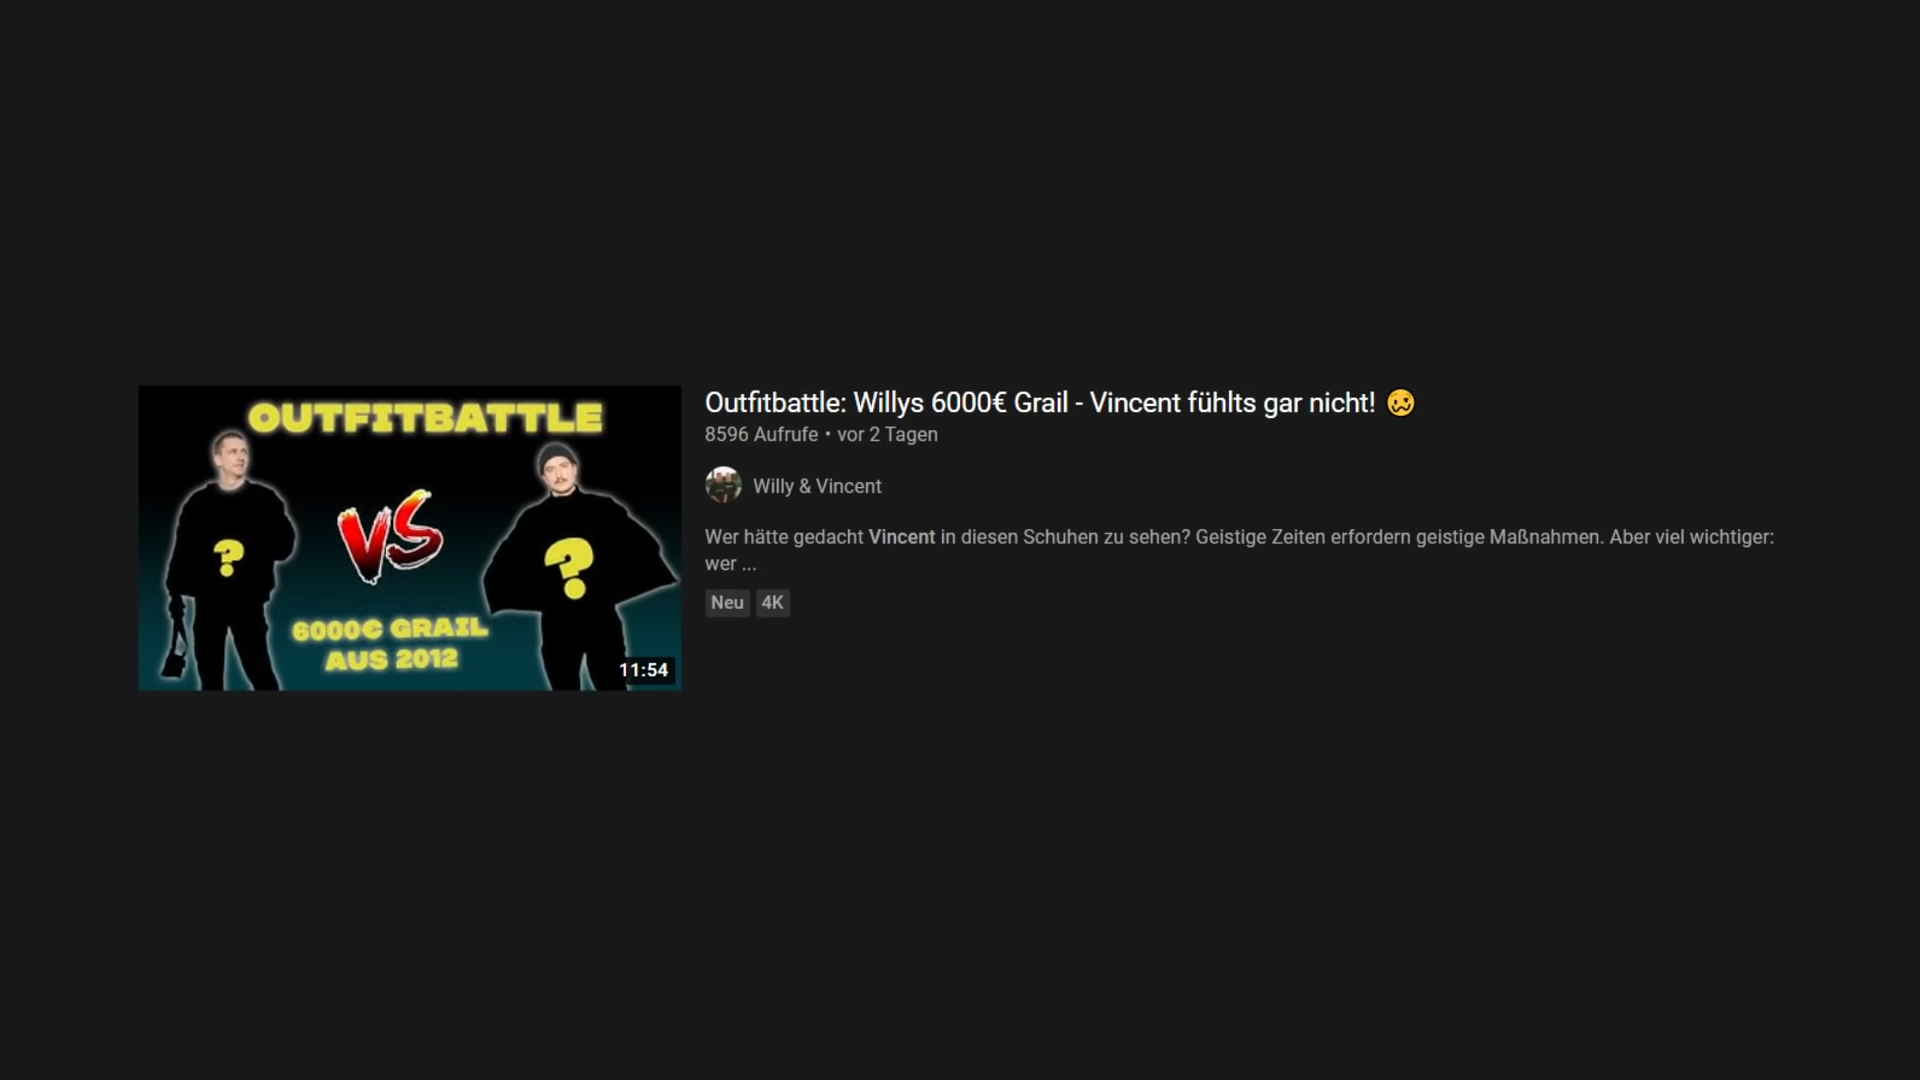 OUTFITBATTLE
?
VS
?
6000€ GRAIL
AUS 2012
11:54
Outfitbattle: Willys 6000€ Grail - Vincent fühlts gar nicht! 🥴
8596 Aufrufe • vor 2 Tagen
Willy & Vincent
Wer hätte gedacht Vincent in diesen Schuhen zu sehen? Geistige Zeiten erfordern geistige Maßnahmen. Aber viel wichtiger:
wer ...
Neu 4K